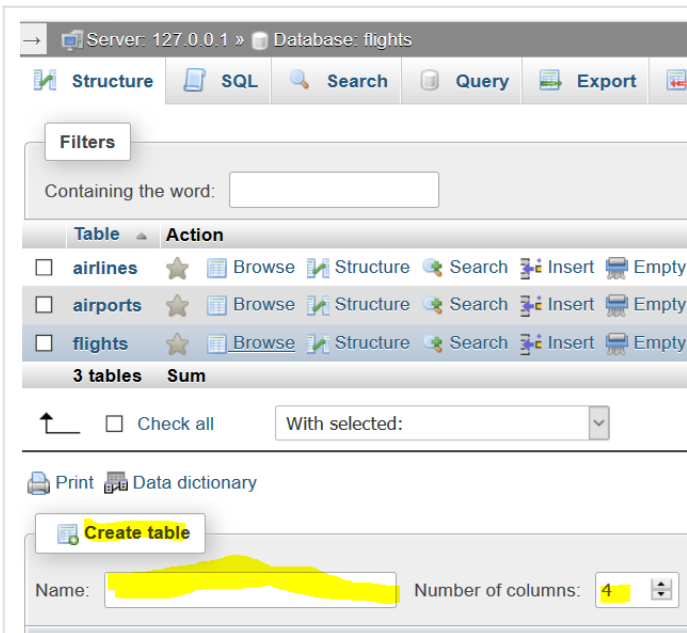 → Server: 127.0.0.1 » Database: flights
Structure SQL Search Query Export
Filters
Containing the word:
Table Action
airlines Browse Structure Search Insert Empty
airports Browse Structure Search Insert Empty
flights Browse Structure Search Insert Empty
3 tables Sum
Check all With selected:
Print Data dictionary
Create table
Name: Number of columns: 4